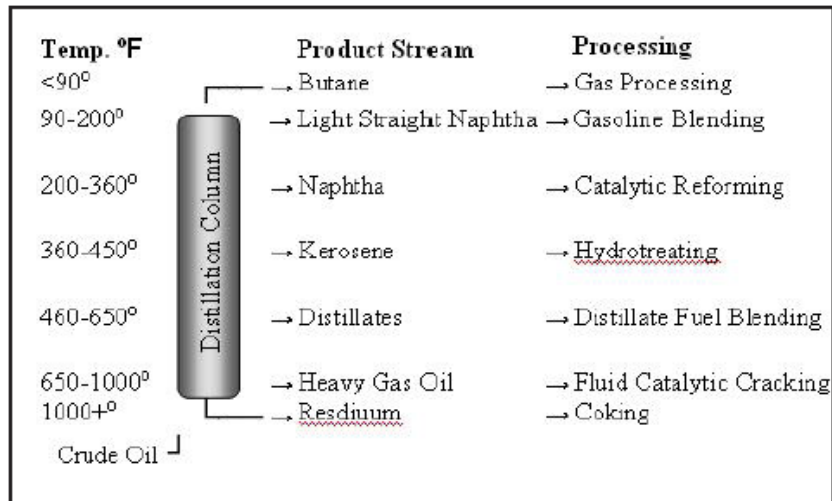 Temp. ºF Product Stream Processing
<90º → Butane → Gas Processing
90-200º → Light Straight Naphtha → Gasoline Blending
200-360º → Naphtha → Catalytic Reforming
360-450º → Kerosene → Hydrotreating
Distillation Column
460-650º → Distillates → Distillate Fuel Blending
650-1000º → Heavy Gas Oil → Fluid Catalytic Cracking
1000+º → Resdiuum → Coking
Crude Oil